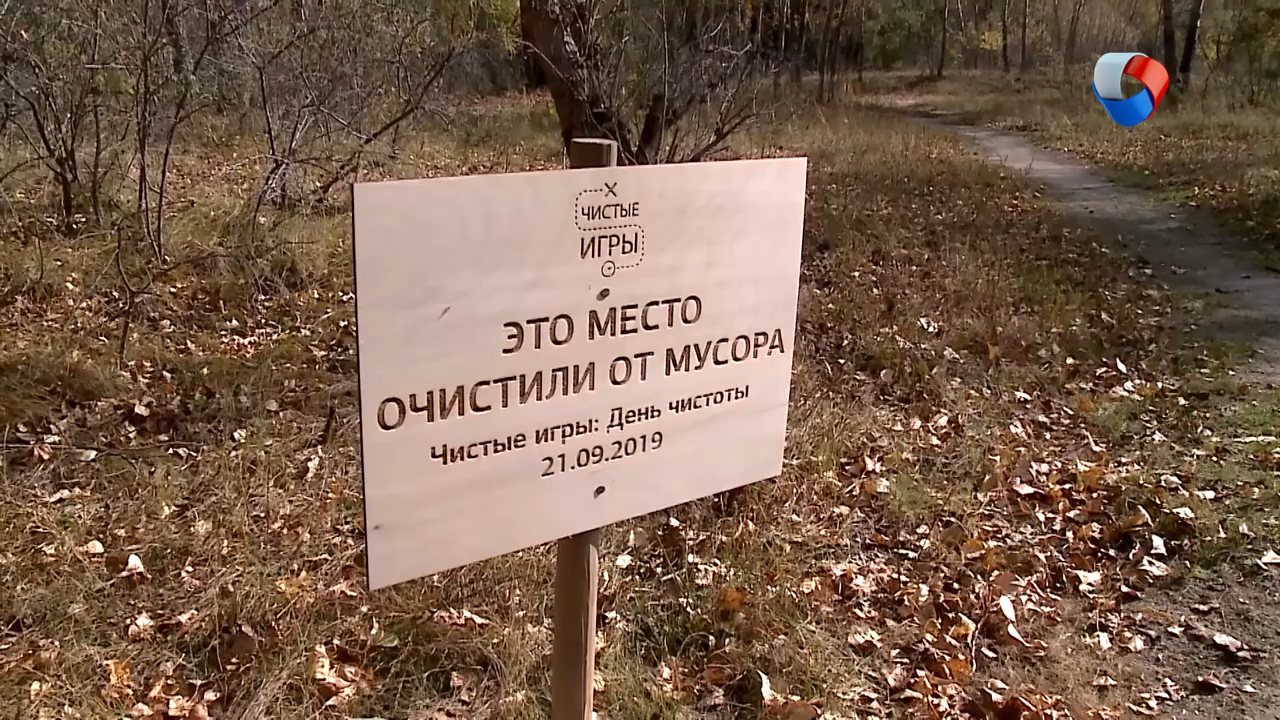 ЧИСТЫЕ
ИГРЫ
ЭТО МЕСТО
ОЧИСТИЛИ ОТ МУСОРА
Чистые игры: День чистоты
21.09.2019